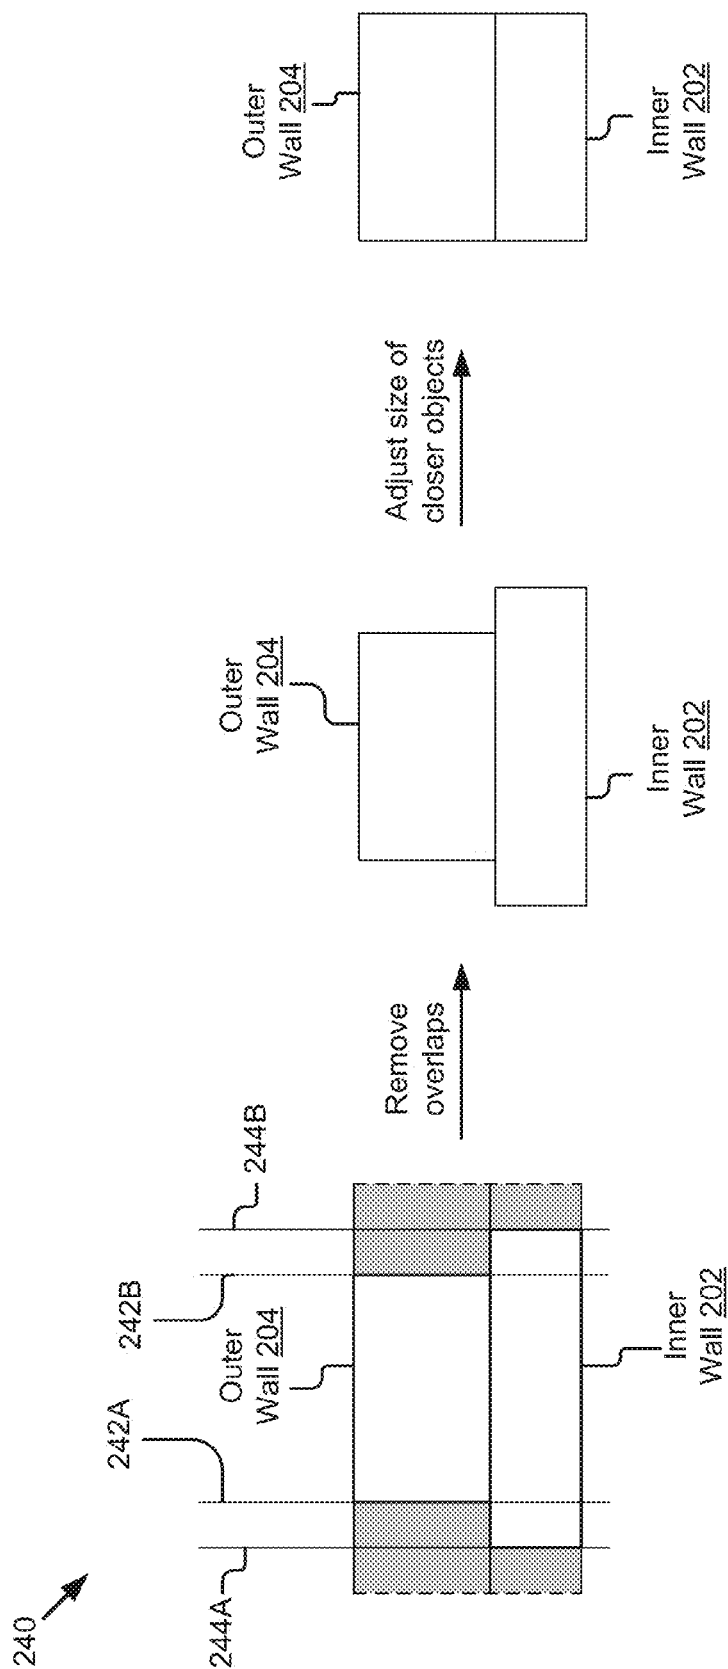 240
244A
242A
242B
244B
Outer
Wall 204
Inner
Wall 202
Remove
overlaps
Outer
Wall 204
Inner
Wall 202
Adjust size of
closer objects
Outer
Wall 204
Inner
Wall 202